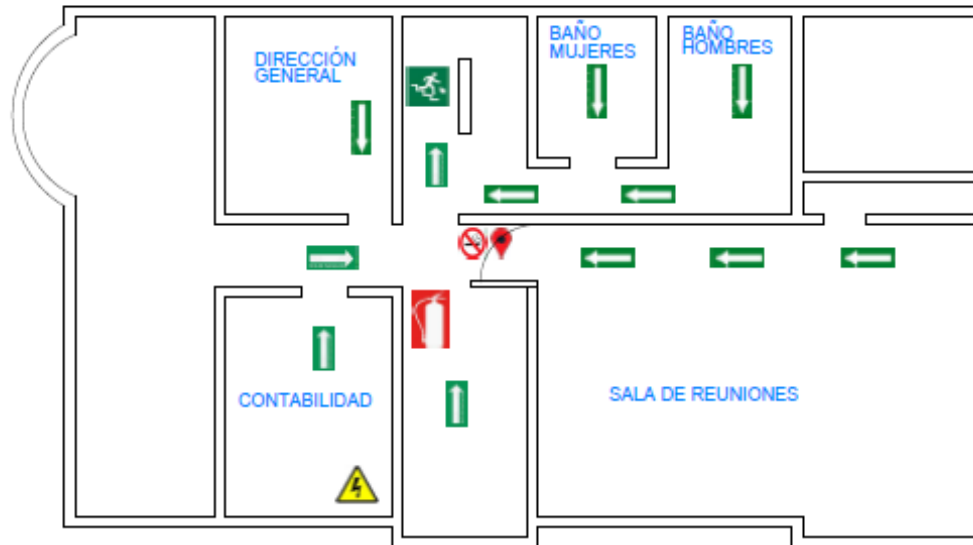 DIRECCIÓN
GENERAL
BAÑO
MUJERES
BAÑO
HOMBRES
CONTABILIDAD
SALA DE REUNIONES